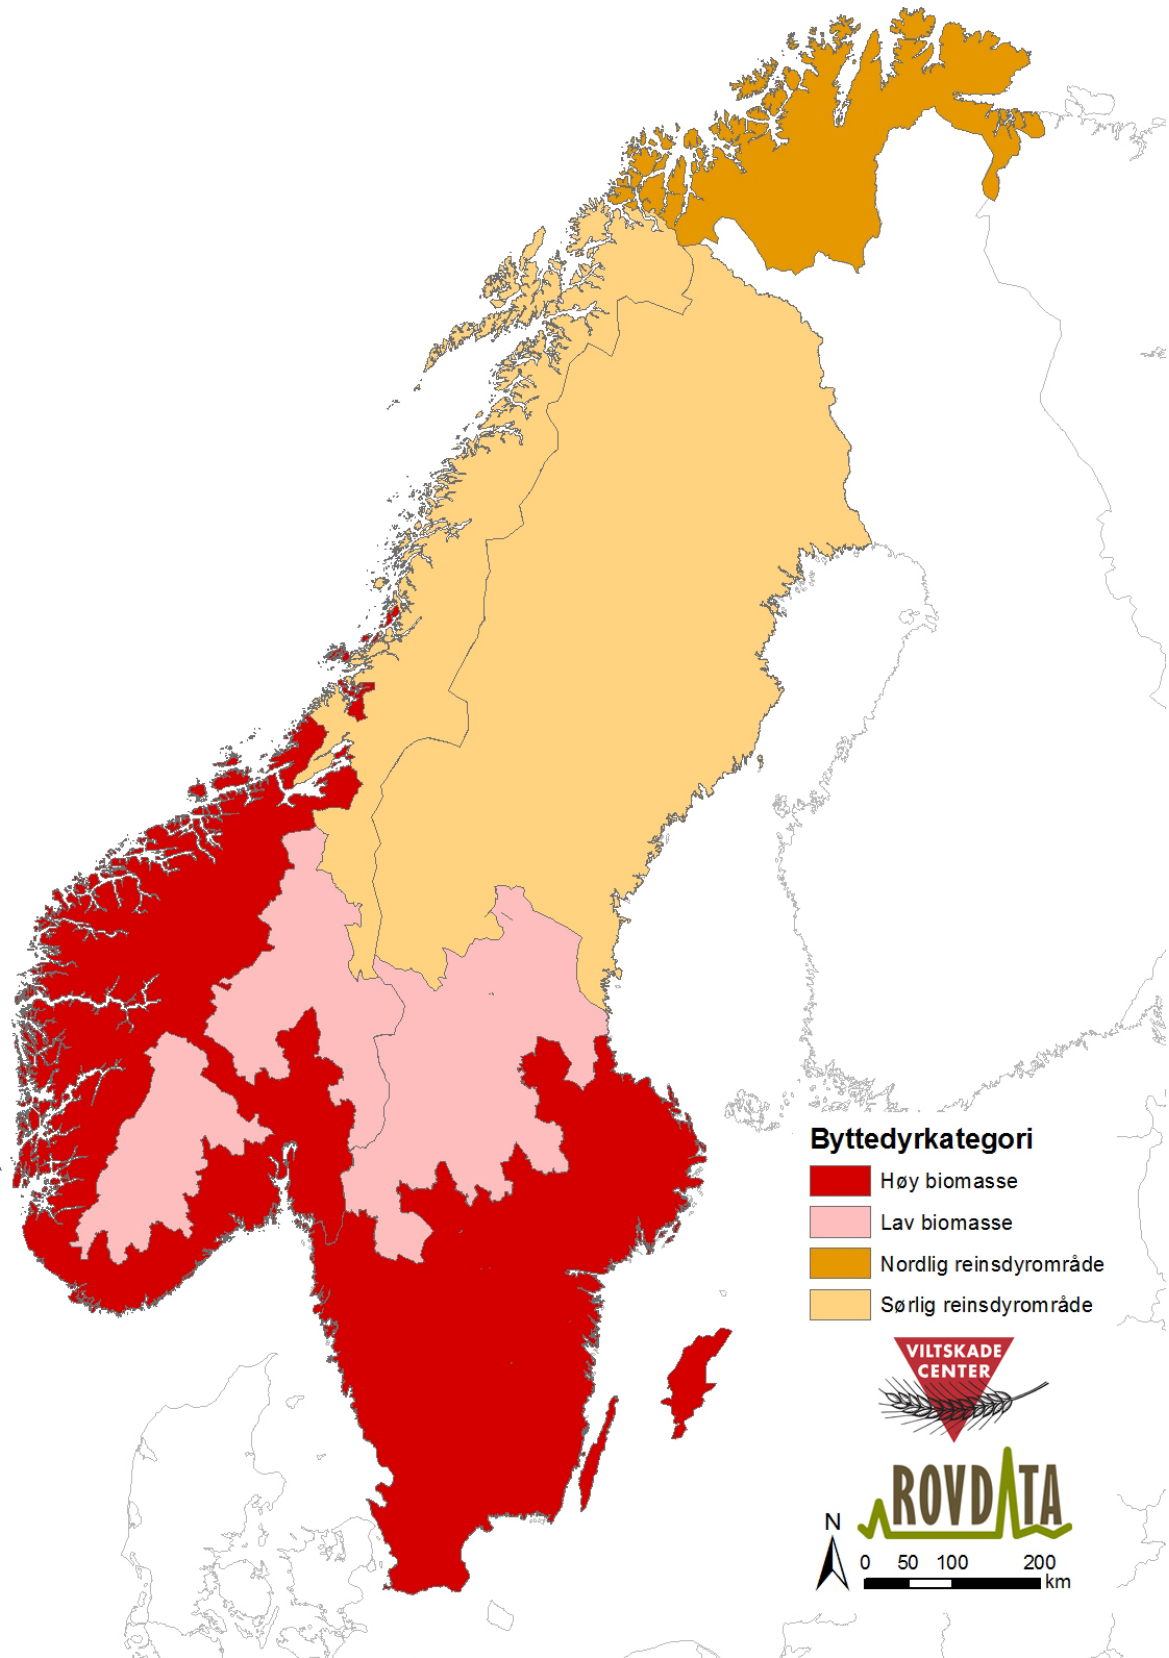 Byttedyrkategori
Høy biomasse
Lav biomasse
Nordlig reinsdyrområde
Sørlig reinsdyrområde
VILTSKADE
CENTER
ROVDATA
N
0 50 100 200
km